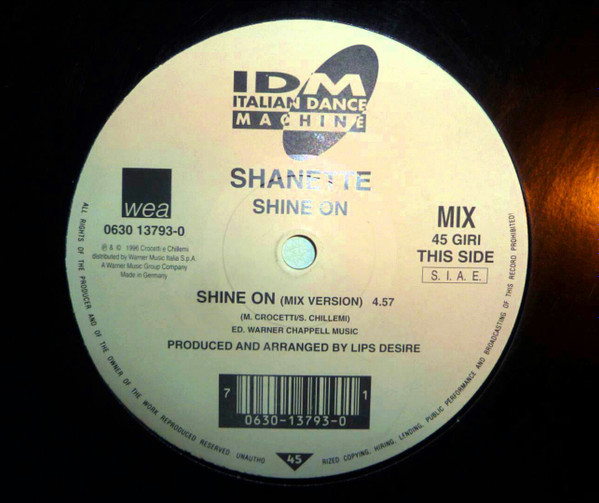 IDM
ITALIAN DANCE
MACHINE
SHANETTE
SHINE ON
wea
0630 13793-0
℗ & © 1996 Crocetti e Chillemi
distributed by Warner Music Italia S.p.A.
A Warner Music Group Company
Made in Germany
MIX
45 GIRI
THIS SIDE
S. I. A. E.
SHINE ON (MIX VERSION) 4.57
(M. CROCETTI/S. CHILLEMI)
ED. WARNER CHAPPELL MUSIC
PRODUCED AND ARRANGED BY LIPS DESIRE
7 1
0630-13793-0
45
ALL RIGHTS OF THE PRODUCER AND OF THE OWNER OF THE WORK REPRODUCED RESERVED. UNAUTHO RIZED COPYING, HIRING, LENDING, PUBLIC PERFORMANCE AND BROADCASTING OF THIS RECORD PROHIBITED!